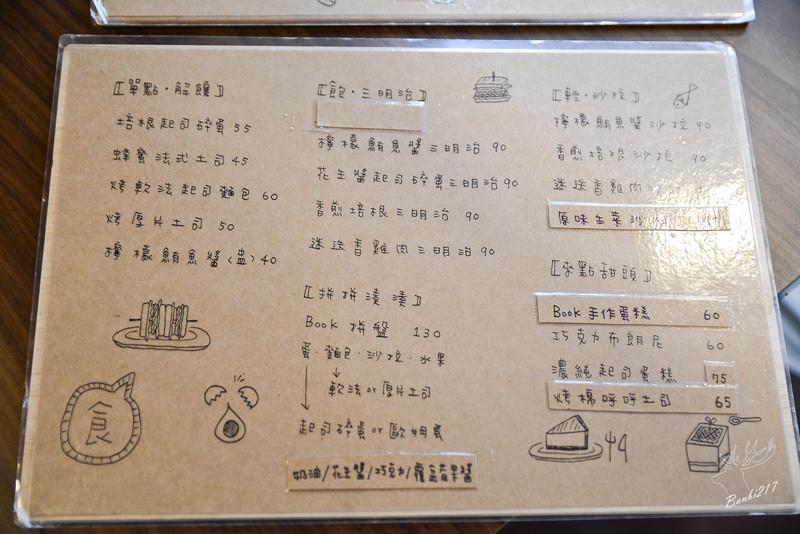 〖單點·解饞〗
培根起司碎蛋 55
蜂蜜法式土司 45
烤軟法起司麵包 60
烤厚片土司 50
檸檬鮪魚醬(盅) 40
食
〖飽·三明治〗
檸檬鮪魚醬三明治 90
花生醬起司碎蛋三明治 90
香煎培根三明治 90
迷迭香雞肉三明治 90
〖拼拼湊湊〗
Book 拼盤 130
蛋·麵包·沙拉·水果
軟法 or 厚片土司
起司碎蛋 or 歐姆蛋
奶油/花生醬/巧克力/覆盆莓果醬
〖輕·沙拉〗
檸檬鮪魚醬沙拉 90
香煎培根沙拉 90
迷迭香雞肉
原味生菜沙
〖來點甜頭〗
Book 手作蛋糕 60
巧克力布朗尼 60
濃純起司蛋糕 75
烤棉呼呼土司 65
Banhi217